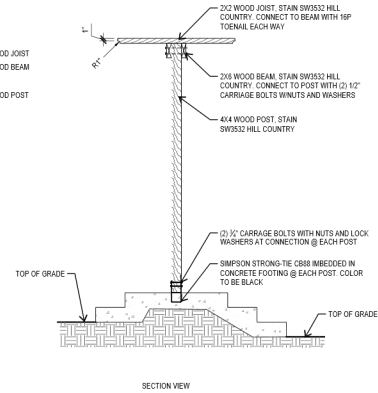 2X2 WOOD JOIST, STAIN SW3532 HILL
COUNTRY. CONNECT TO BEAM WITH 16P
TOENAIL EACH WAY
1"
R1"
OD JOIST
OD BEAM
OD POST
2X6 WOOD BEAM, STAIN SW3532 HILL
COUNTRY. CONNECT TO POST WITH (2) 1/2"
CARRIAGE BOLTS W/NUTS AND WASHERS
4X4 WOOD POST, STAIN
SW3532 HILL COUNTRY
(2) ¾" CARRAGE BOLTS WITH NUTS AND LOCK
WASHERS AT CONNECTION @ EACH POST
SIMPSON STRONG-TIE CB88 IMBEDDED IN
CONCRETE FOOTING @ EACH POST. COLOR
TO BE BLACK
TOP OF GRADE
TOP OF GRADE
SECTION VIEW